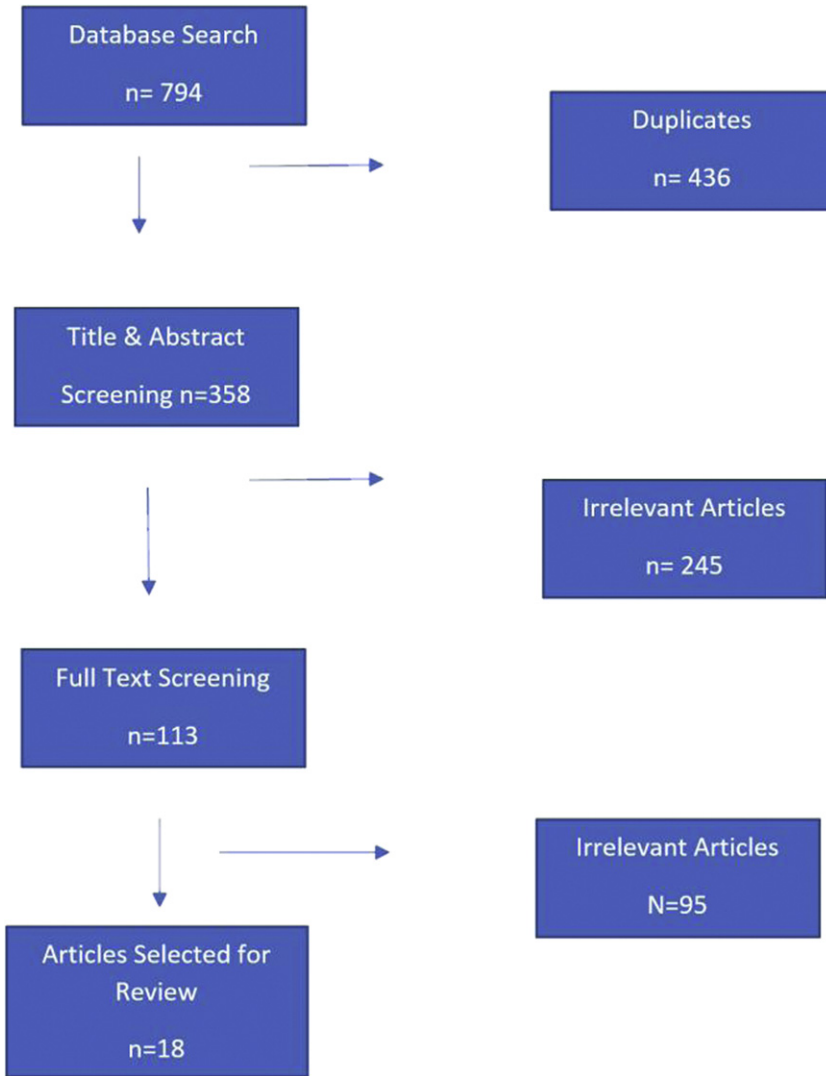 Database Search
n= 794
Duplicates
n= 436
Title & Abstract
Screening n=358
Irrelevant Articles
n= 245
Full Text Screening
n=113
Irrelevant Articles
N=95
Articles Selected for
Review
n=18